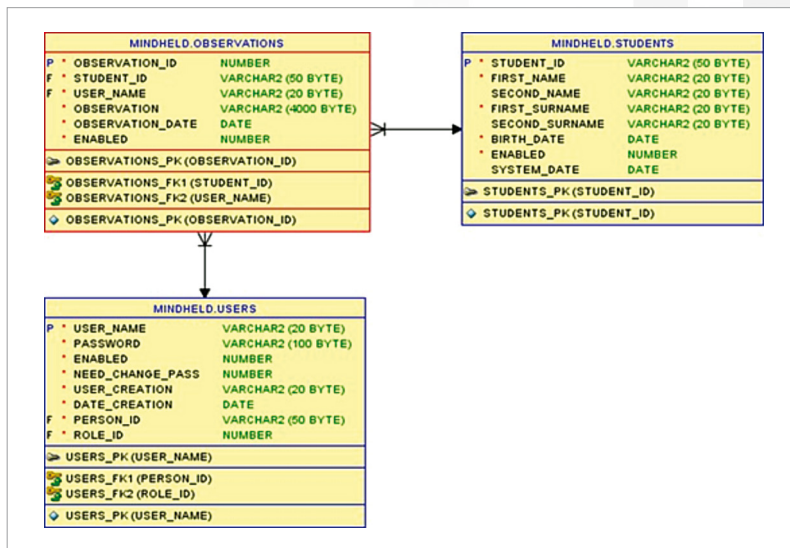 MINDHELD.OBSERVATIONS
P * OBSERVATION_ID NUMBER
F * STUDENT_ID VARCHAR2 (50 BYTE)
F * USER_NAME VARCHAR2 (20 BYTE)
* OBSERVATION VARCHAR2 (4000 BYTE)
* OBSERVATION_DATE DATE
* ENABLED NUMBER
OBSERVATIONS_PK (OBSERVATION_ID)
OBSERVATIONS_FK1 (STUDENT_ID)
OBSERVATIONS_FK2 (USER_NAME)
OBSERVATIONS_PK (OBSERVATION_ID)
MINDHELD.STUDENTS
P * STUDENT_ID VARCHAR2 (50 BYTE)
* FIRST_NAME VARCHAR2 (20 BYTE)
SECOND_NAME VARCHAR2 (20 BYTE)
* FIRST_SURNAME VARCHAR2 (20 BYTE)
SECOND_SURNAME VARCHAR2 (20 BYTE)
* BIRTH_DATE DATE
* ENABLED NUMBER
SYSTEM_DATE DATE
STUDENTS_PK (STUDENT_ID)
STUDENTS_PK (STUDENT_ID)
MINDHELD.USERS
P * USER_NAME VARCHAR2 (20 BYTE)
* PASSWORD VARCHAR2 (100 BYTE)
* ENABLED NUMBER
* NEED_CHANGE_PASS NUMBER
* USER_CREATION VARCHAR2 (20 BYTE)
* DATE_CREATION DATE
F * PERSON_ID VARCHAR2 (50 BYTE)
F * ROLE_ID NUMBER
USERS_PK (USER_NAME)
USERS_FK1 (PERSON_ID)
USERS_FK2 (ROLE_ID)
USERS_PK (USER_NAME)